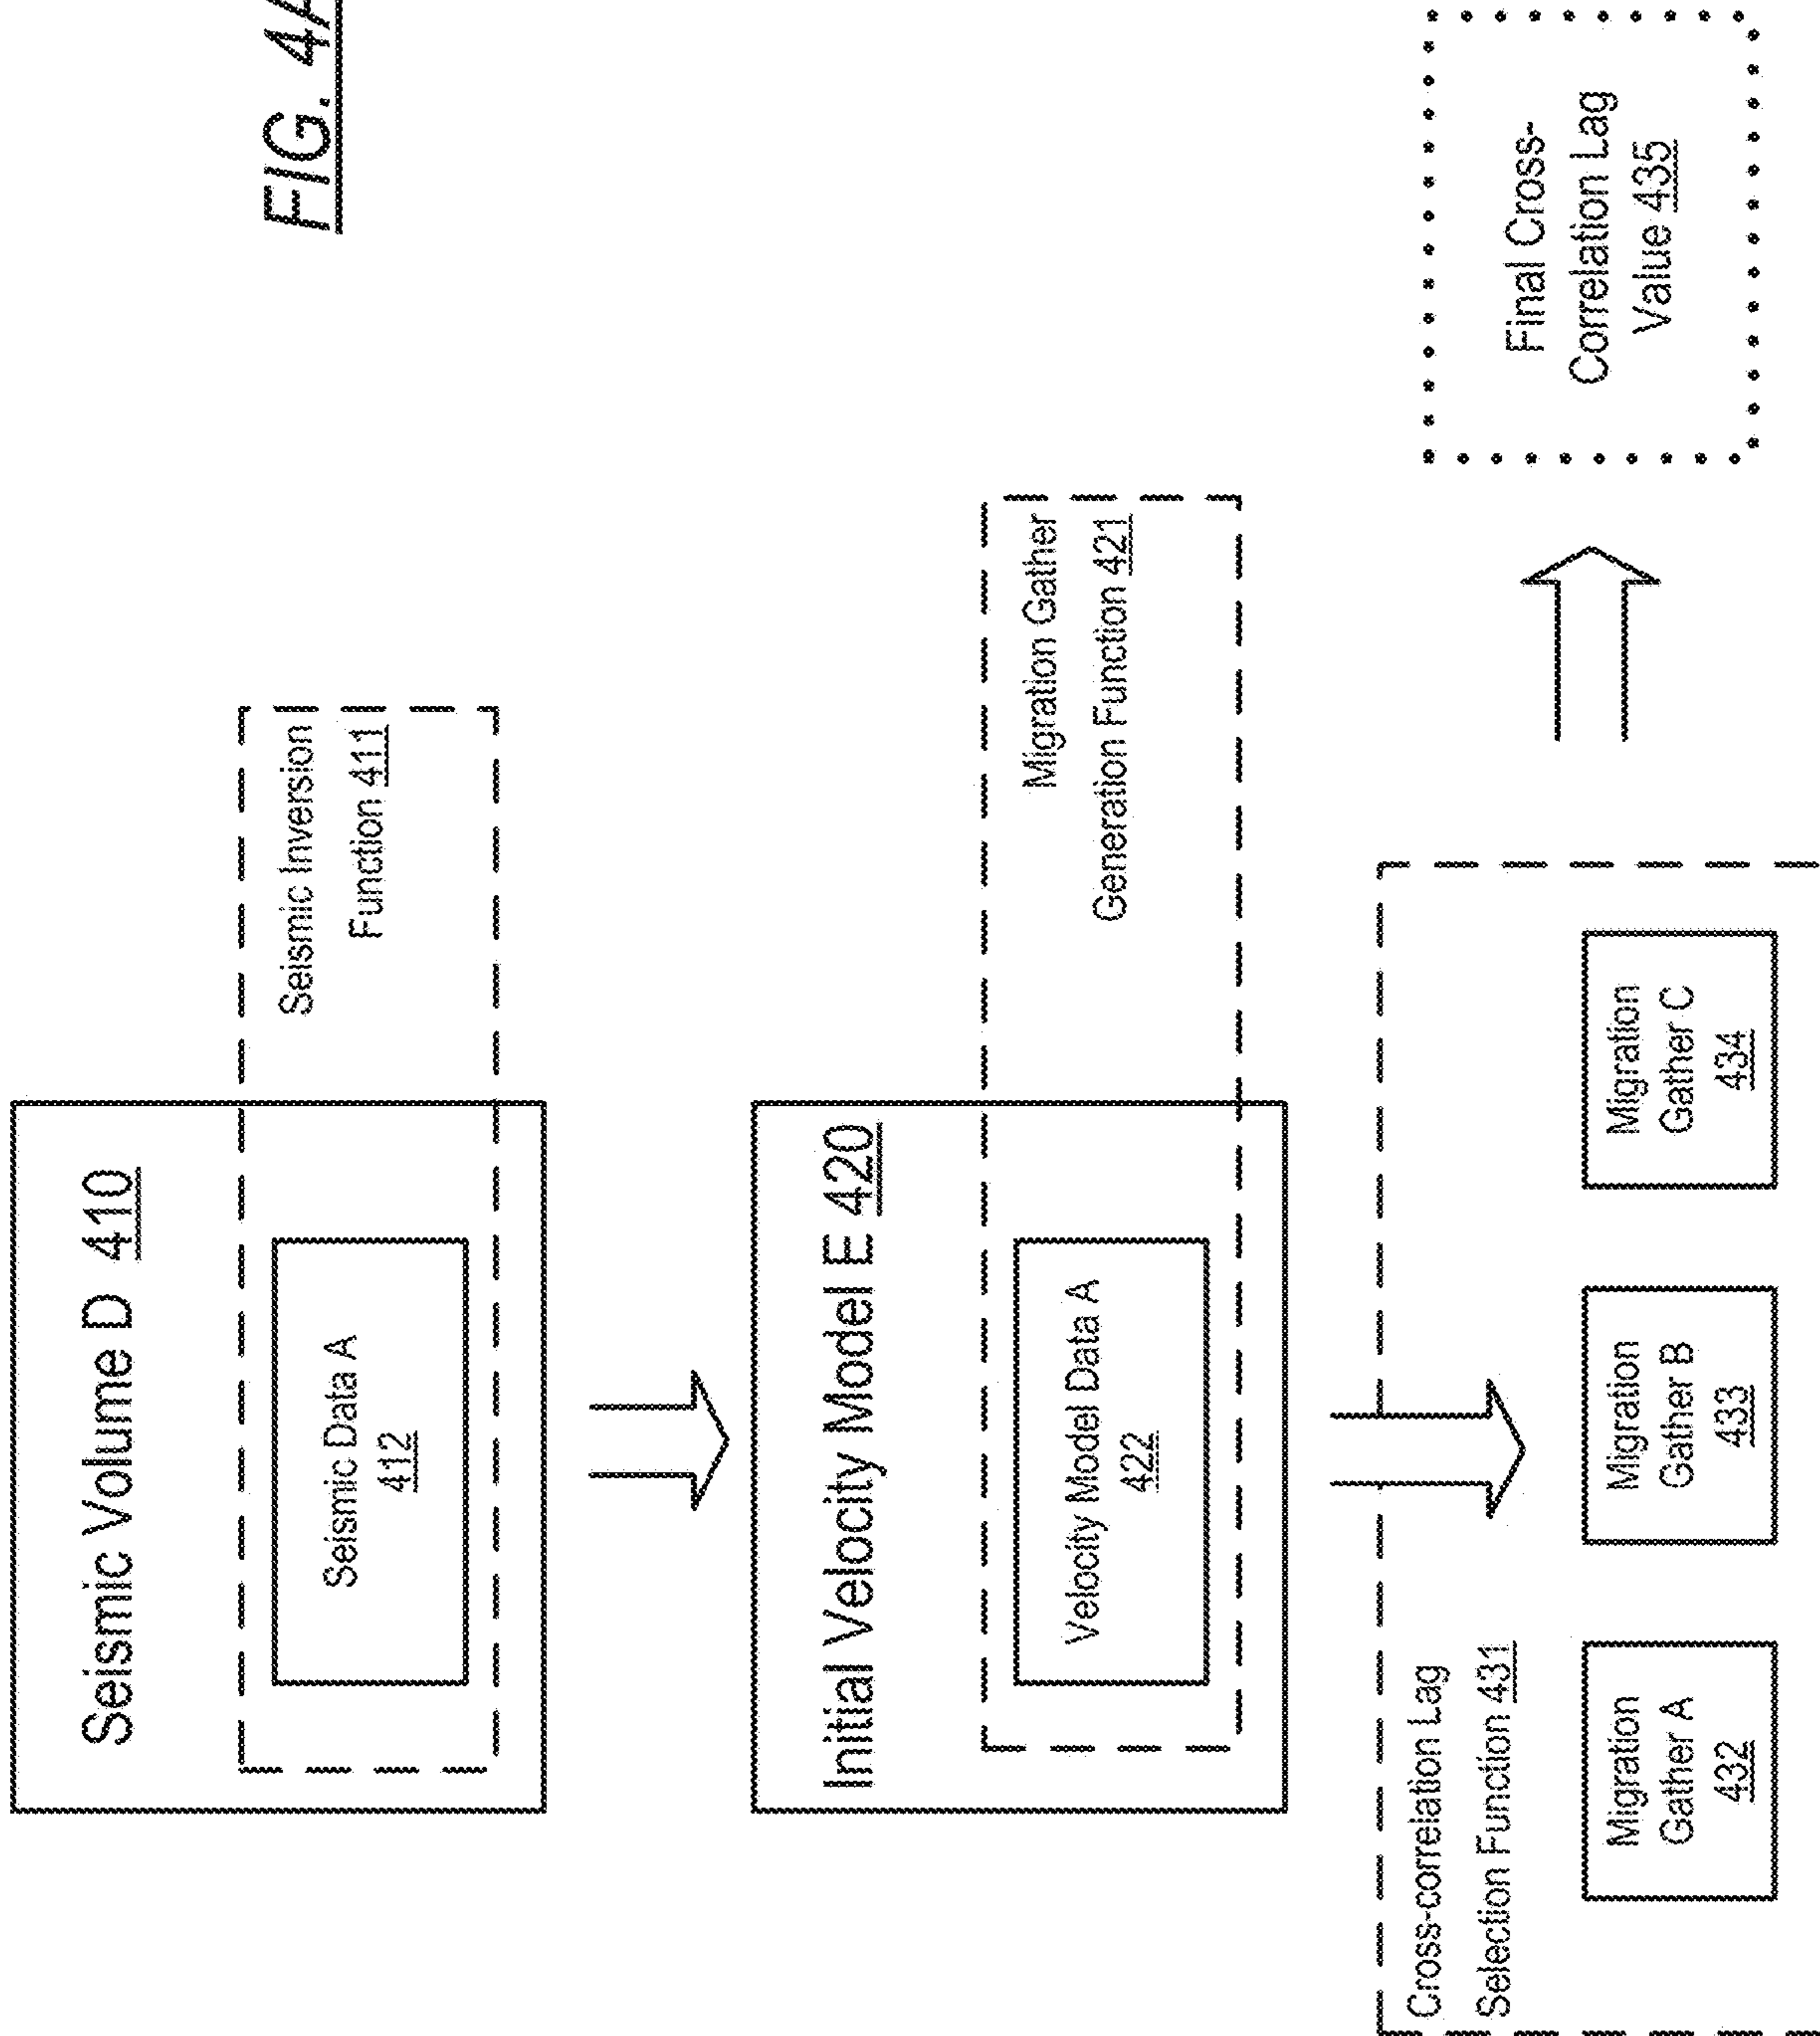 FIG. 4A
Seismic Volume D 410
Seismic Inversion
Function 411
Seismic Data A
412
Initial Velocity Model E 420
Migration Gather
Generation Function 421
Velocity Model Data A
422
Cross-correlation Lag
Selection Function 431
Migration
Gather A
432
Migration
Gather B
433
Migration
Gather C
434
Final Cross-
Correlation Lag
Value 435